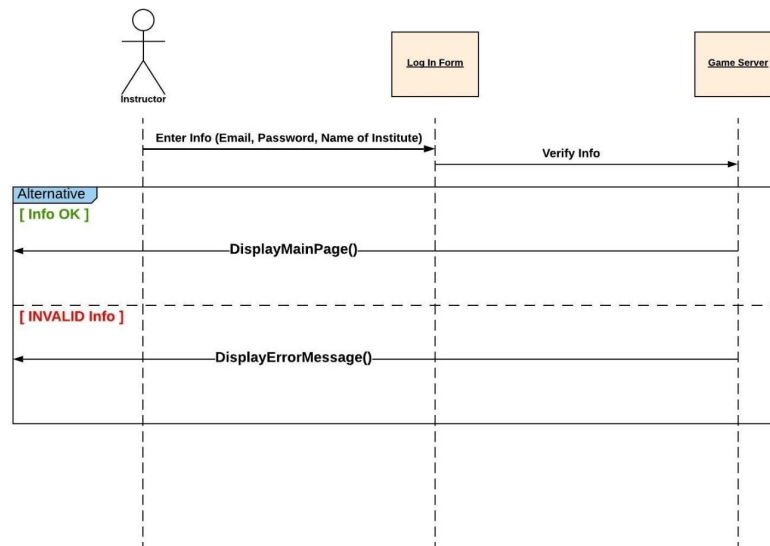 Instructor
Log In Form
Game Server
Enter Info (Email, Password, Name of Institute)
Verify Info
Alternative
[ Info OK ]
DisplayMainPage()
[ INVALID Info ]
DisplayErrorMessage()